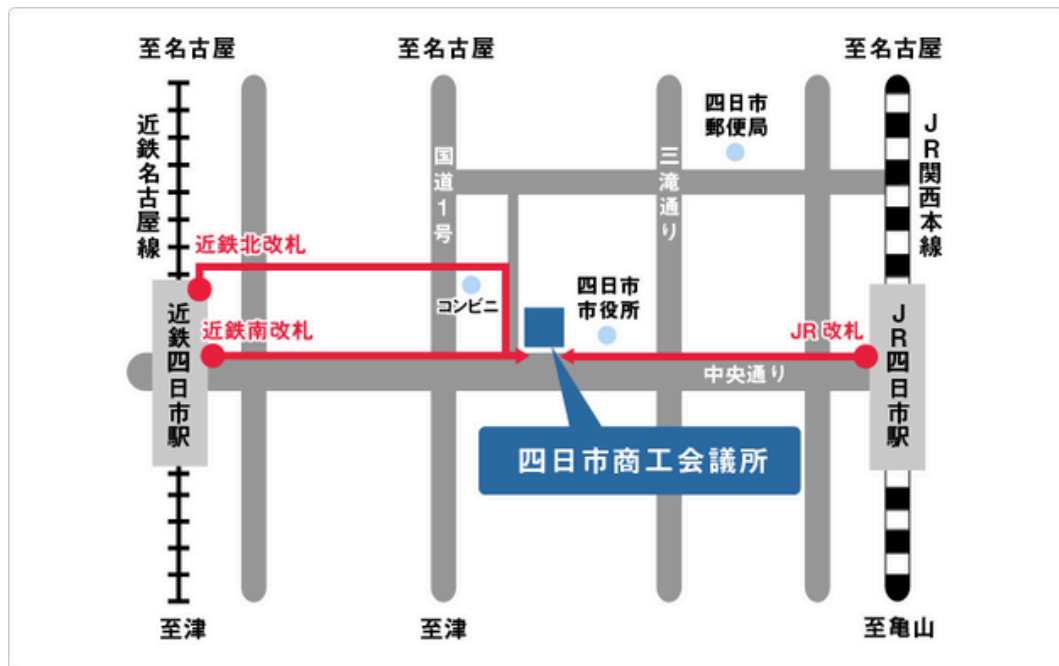 至名古屋
至名古屋
至名古屋
近鉄名古屋線
国道1号
三滝通り
四日市
郵便局
JR関西本線
近鉄北改札
コンビニ
四日市
市役所
近鉄南改札
JR改札
近鉄四日市駅
JR四日市駅
中央通り
四日市商工会議所
至津
至津
至亀山